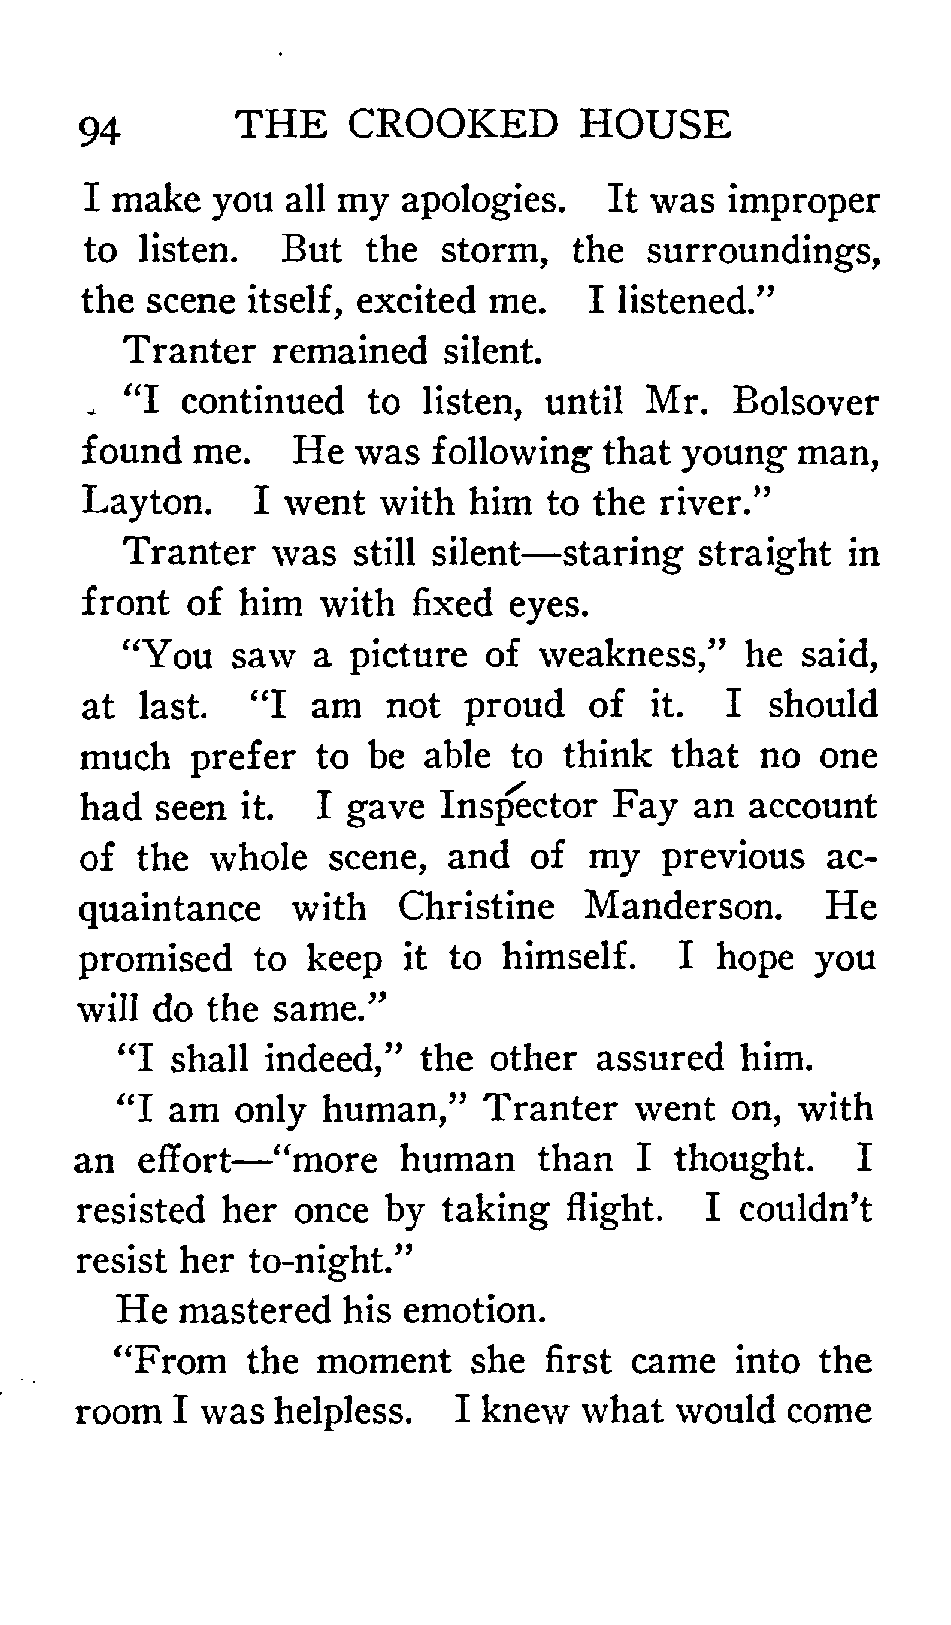 94 THE CROOKED HOUSE
I make you all my apologies. It was improper
to listen. But the storm, the surroundings,
the scene itself, excited me. I listened.”
Tranter remained silent.
“I continued to listen, until Mr. Bolsover
found me. He was following that young man,
Layton. I went with him to the river.”
Tranter was still silent—staring straight in
front of him with fixed eyes.
“You saw a picture of weakness,” he said,
at last. “I am not proud of it. I should
much prefer to be able to think that no one
had seen it. I gave Inspector Fay an account
of the whole scene, and of my previous ac-
quaintance with Christine Manderson. He
promised to keep it to himself. I hope you
will do the same.”
“I shall indeed,” the other assured him.
“I am only human,” Tranter went on, with
an effort—“more human than I thought. I
resisted her once by taking flight. I couldn’t
resist her to-night.”
He mastered his emotion.
“From the moment she first came into the
room I was helpless. I knew what would come